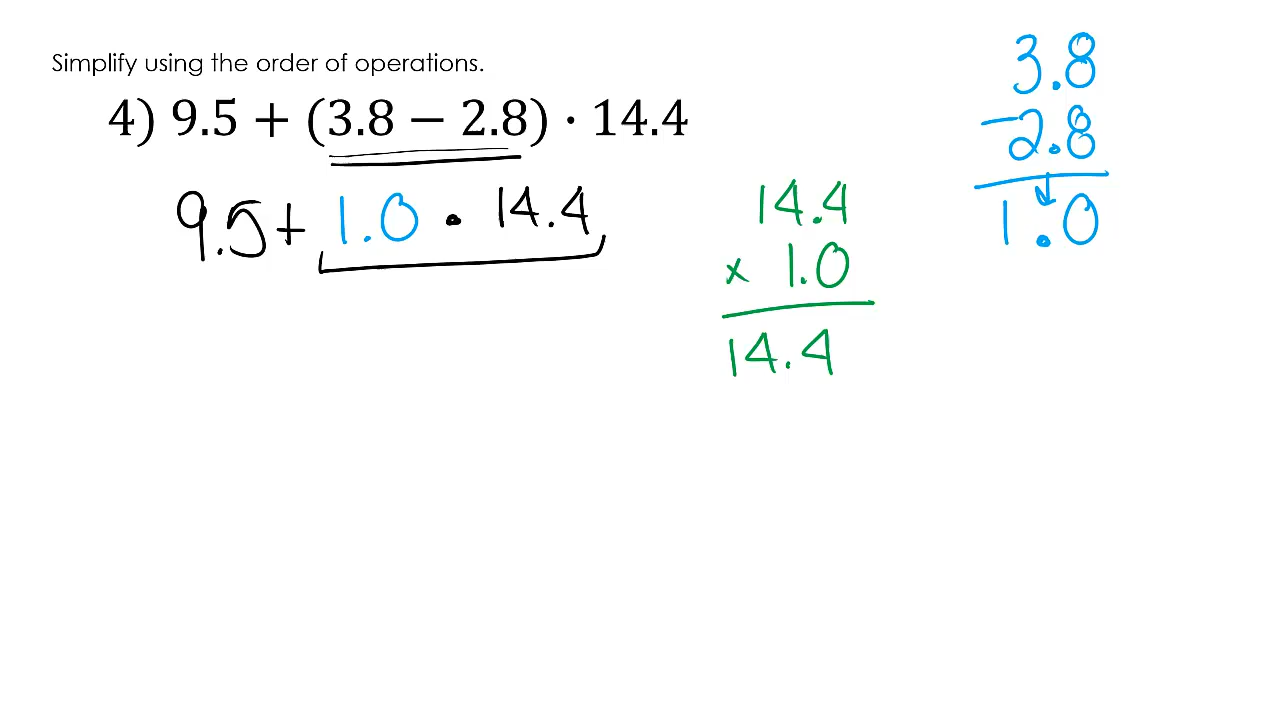 Simplify using the order of operations.
4) 9.5 + (3.8 − 2.8) · 14.4
9.5 + 1.0 · 14.4
14.4
× 1.0
14.4
3.8
− 2.8
1.0